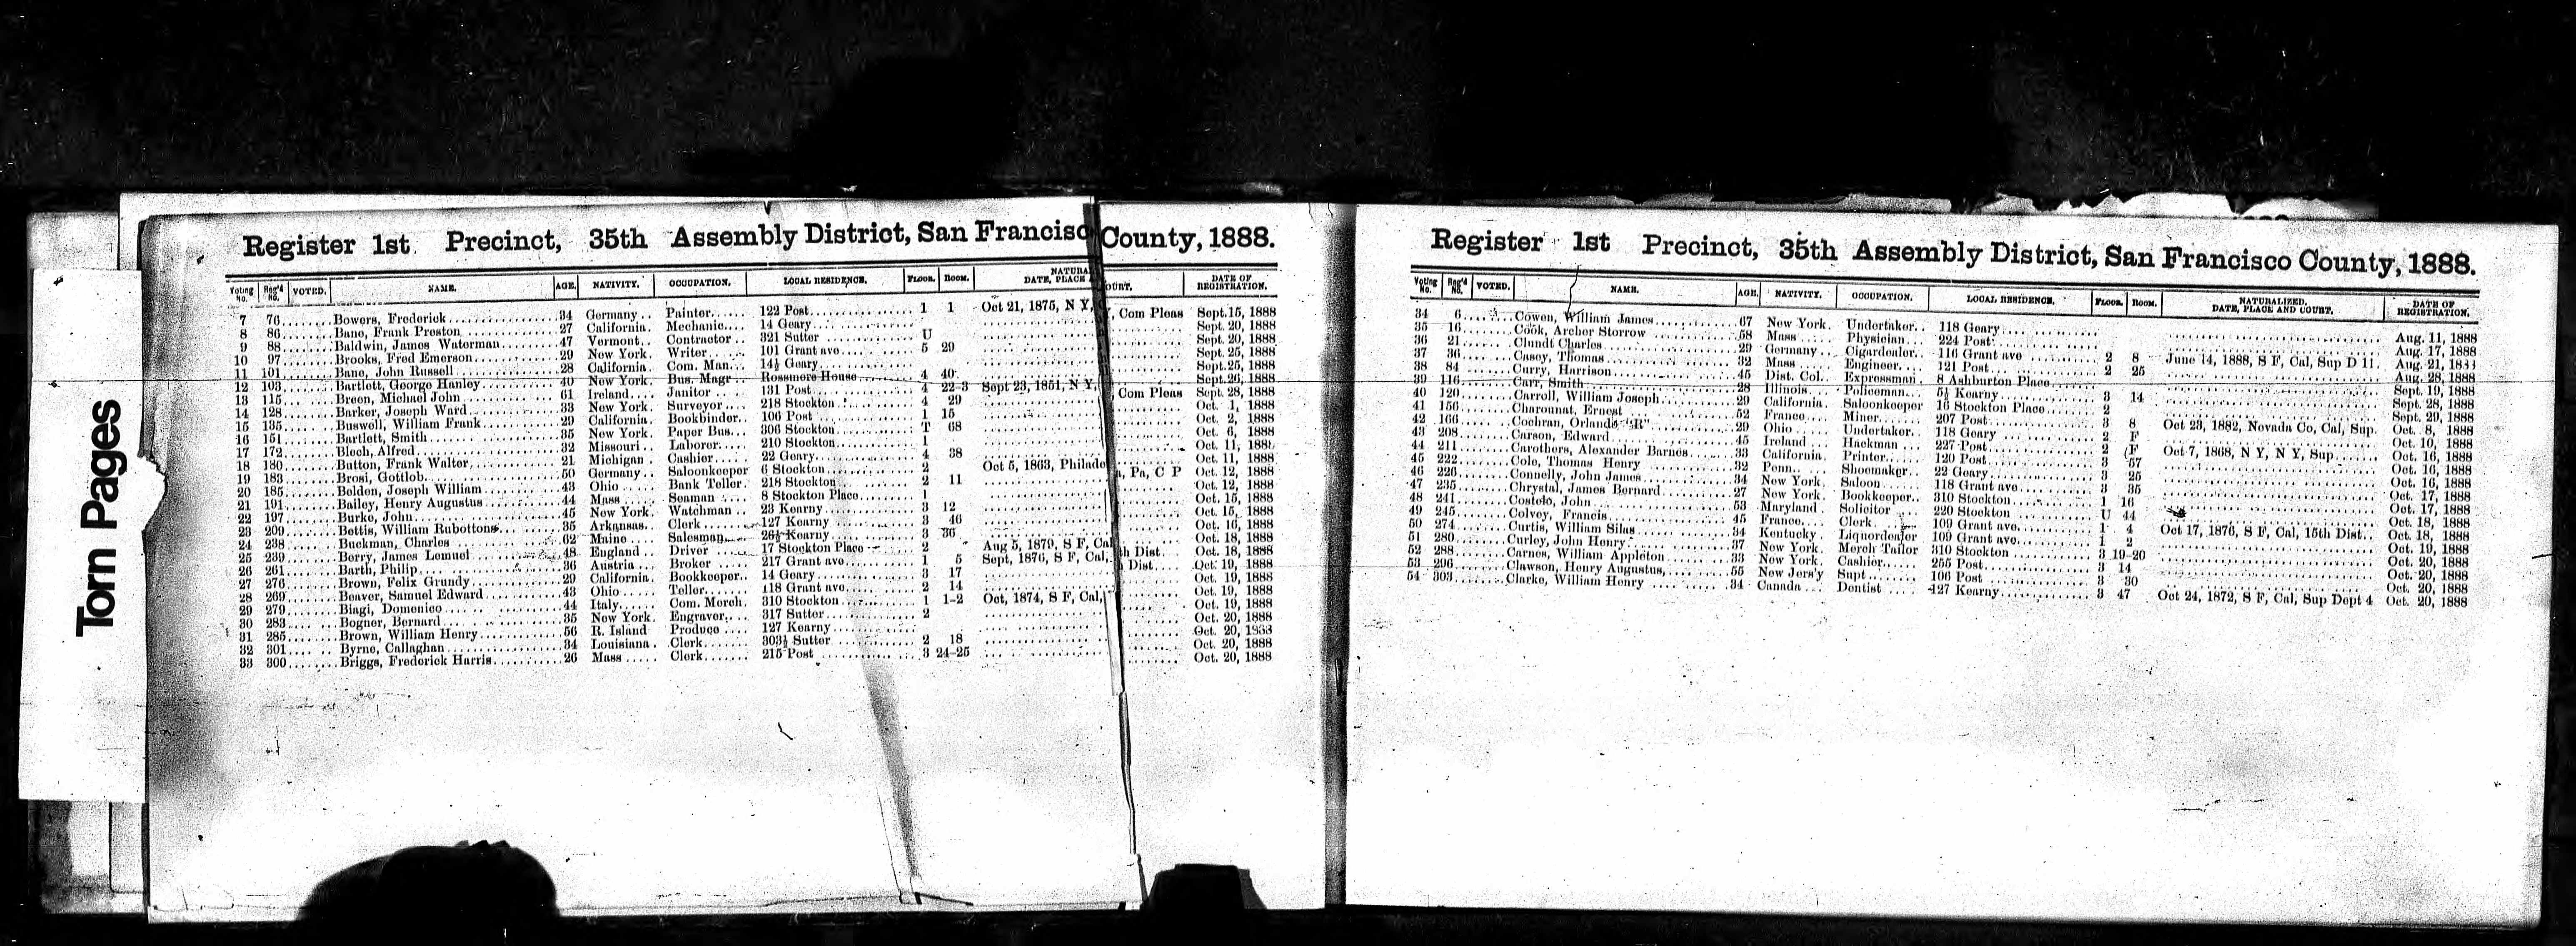 Torn Pages
Register 1st Precinct, 35th Assembly District, San Francisc County, 1888.
Voting No. Reg'd No. VOTED. NAME. AGE. NATIVITY. OCCUPATION. LOCAL RESIDENCE. FLOOR. ROOM. NATURA DATE, PLACE OURT. DATE OF REGISTRATION.
7 76 Bowers, Frederick 34 Germany Painter 122 Post 1 1 Oct 21, 1875, N Y, Com Pleas Sept. 15, 1888
8 86 Bane, Frank Preston 27 California Mechanic 14 Geary Sept. 20, 1888
9 88 Baldwin, James Waterman 47 Vermont Contractor 321 Sutter U Sept. 20, 1888
10 97 Brooks, Fred Emerson 29 New York Writer 101 Grant ave 5 29 Sept. 25, 1888
11 101 Bane, John Russell 28 California Com. Man 14½ Geary Sept. 25, 1888
12 103 Bartlett, George Hanley 40 New York Bus. Magr Rossmore House 4 40 Sept. 26, 1888
13 115 Breen, Michael John 61 Ireland Janitor 131 Post 4 22-3 Sept 23, 1851, N Y, Com Pleas Sept. 28, 1888
14 128 Barker, Joseph Ward 33 New York Surveyor 218 Stockton 4 29 Oct. 1, 1888
15 135 Buswell, William Frank 29 California Bookbinder 106 Post 1 15 Oct. 2, 1888
16 151 Bartlett, Smith 35 New York Paper Bus 306 Stockton T 68 Oct. 6, 1888
17 172 Bloch, Alfred 32 Missouri Laborer 210 Stockton 1 Oct. 11, 1888
18 180 Button, Frank Walter 21 Michigan Cashier 22 Geary 4 38 Oct. 11, 1888
19 183 Brosi, Gottlob 50 Germany Saloonkeeper 6 Stockton 2 Oct 5, 1863, Philade a, Pa, C P Oct. 12, 1888
20 185 Bolden, Joseph William 43 Ohio Bank Teller 218 Stockton 2 11 Oct. 12, 1888
21 191 Bailey, Henry Augustus 44 Mass Seaman 8 Stockton Place 1 Oct. 15, 1888
22 197 Burke, John 45 New York Watchman 23 Kearny 3 12 Oct. 15, 1888
23 209 Bettis, William Rubottons 35 Arkansas Clerk 127 Kearny 3 46 Oct. 16, 1888
24 238 Buckman, Charles 62 Maine Salesman 26½ Kearny 3 36 Oct. 18, 1888
25 239 Berry, James Lemuel 48 England Driver 17 Stockton Place 2 Aug 5, 1879, S F, Cal h Dist Oct. 18, 1888
26 261 Barth, Philip 36 Austria Broker 217 Grant ave 1 5 Sept, 1876, S F, Cal. h Dist Oct. 19, 1888
27 276 Brown, Felix Grundy 29 California Bookkeeper 14 Geary 3 17 Oct. 19, 1888
28 269 Beaver, Samuel Edward 43 Ohio Teller 118 Grant ave 2 14 Oct. 19, 1888
29 279 Biagi, Domenico 44 Italy Com. Merch. 310 Stockton 1 1-2 Oct, 1874, S F, Cal, Oct. 19, 1888
30 283 Bogner, Bernard 35 New York Engraver 317 Sutter 2 Oct. 20, 1888
31 285 Brown, William Henry 56 R. Island Produce 127 Kearny Oct. 20, 1888
32 301 Byrne, Callaghan 34 Louisiana Clerk 303½ Sutter 2 18 Oct. 20, 1888
33 300 Briggs, Frederick Harris 26 Mass Clerk 215 Post 3 24-25 Oct. 20, 1888
Register 1st Precinct, 35th Assembly District, San Francisco County, 1888.
Voting No. Reg'd No. VOTED. NAME. AGE. NATIVITY. OCCUPATION. LOCAL RESIDENCE. FLOOR. ROOM. NATURALIZED. DATE, PLACE AND COURT. DATE OF REGISTRATION.
34 6 Cowen, William James 67 New York Undertaker 118 Geary Aug. 11, 1888
35 16 Cook, Archer Storrow 58 Mass Physician 224 Post Aug. 17, 1888
36 21 Clundt Charles 29 Germany Cigardealer 116 Grant ave 2 8 June 14, 1888, S F, Cal, Sup D 11. Aug. 21, 1888
37 36 Casey, Thomas 32 Mass Engineer 121 Post 2 25 Aug. 28, 1888
38 84 Curry, Harrison 45 Dist. Col. Expressman 8 Ashburton Place Sept. 19, 1888
39 116 Carr, Smith 28 Illinois Policeman 5½ Kearny 3 14 Sept. 28, 1888
40 120 Carroll, William Joseph 29 California Saloonkeeper 16 Stockton Place 2 Sept. 29, 1888
41 156 Charounat, Ernest 52 France Miner 207 Post 3 8 Oct 23, 1882, Nevada Co, Cal, Sup. Oct. 8, 1888
42 166 Cochran, Orlando "R" 29 Ohio Undertaker 118 Geary 2 F Oct. 10, 1888
43 208 Carson, Edward 45 Ireland Hackman 227 Post 2 F Oct 7, 1868, N Y, N Y, Sup Oct. 16, 1888
44 211 Carothers, Alexander Barnes 33 California Printer 120 Post 3 57 Oct. 16, 1888
45 222 Cole, Thomas Henry 32 Penn Shoemaker 22 Geary 3 25 Oct. 16, 1888
46 226 Connelly, John James 34 New York Saloon 118 Grant ave 3 35 Oct. 17, 1888
47 235 Chrystal, James Bernard 27 New York Bookkeeper 310 Stockton 1 16 Oct. 17, 1888
48 241 Costelo, John 53 Maryland Solicitor 220 Stockton U 44 Oct. 18, 1888
49 245 Colvey, Francis 45 France Clerk 109 Grant ave 1 4 Oct 17, 1876, S F, Cal, 15th Dist Oct. 18, 1888
50 274 Curtis, William Silas 34 Kentucky Liquordealer 109 Grant ave 1 2 Oct. 19, 1888
51 280 Curley, John Henry 37 New York Merch Tailor 310 Stockton 3 19-20 Oct. 20, 1888
52 288 Carnes, William Appleton 33 New York Cashier 255 Post 3 14 Oct. 20, 1888
53 296 Clawson, Henry Augustus, 55 New Jers'y Supt 106 Post 3 30 Oct. 20, 1888
54 303 Clarke, William Henry 34 Canada Dentist 127 Kearny 3 47 Oct 24, 1872, S F, Cal, Sup Dept 4 Oct. 20, 1888